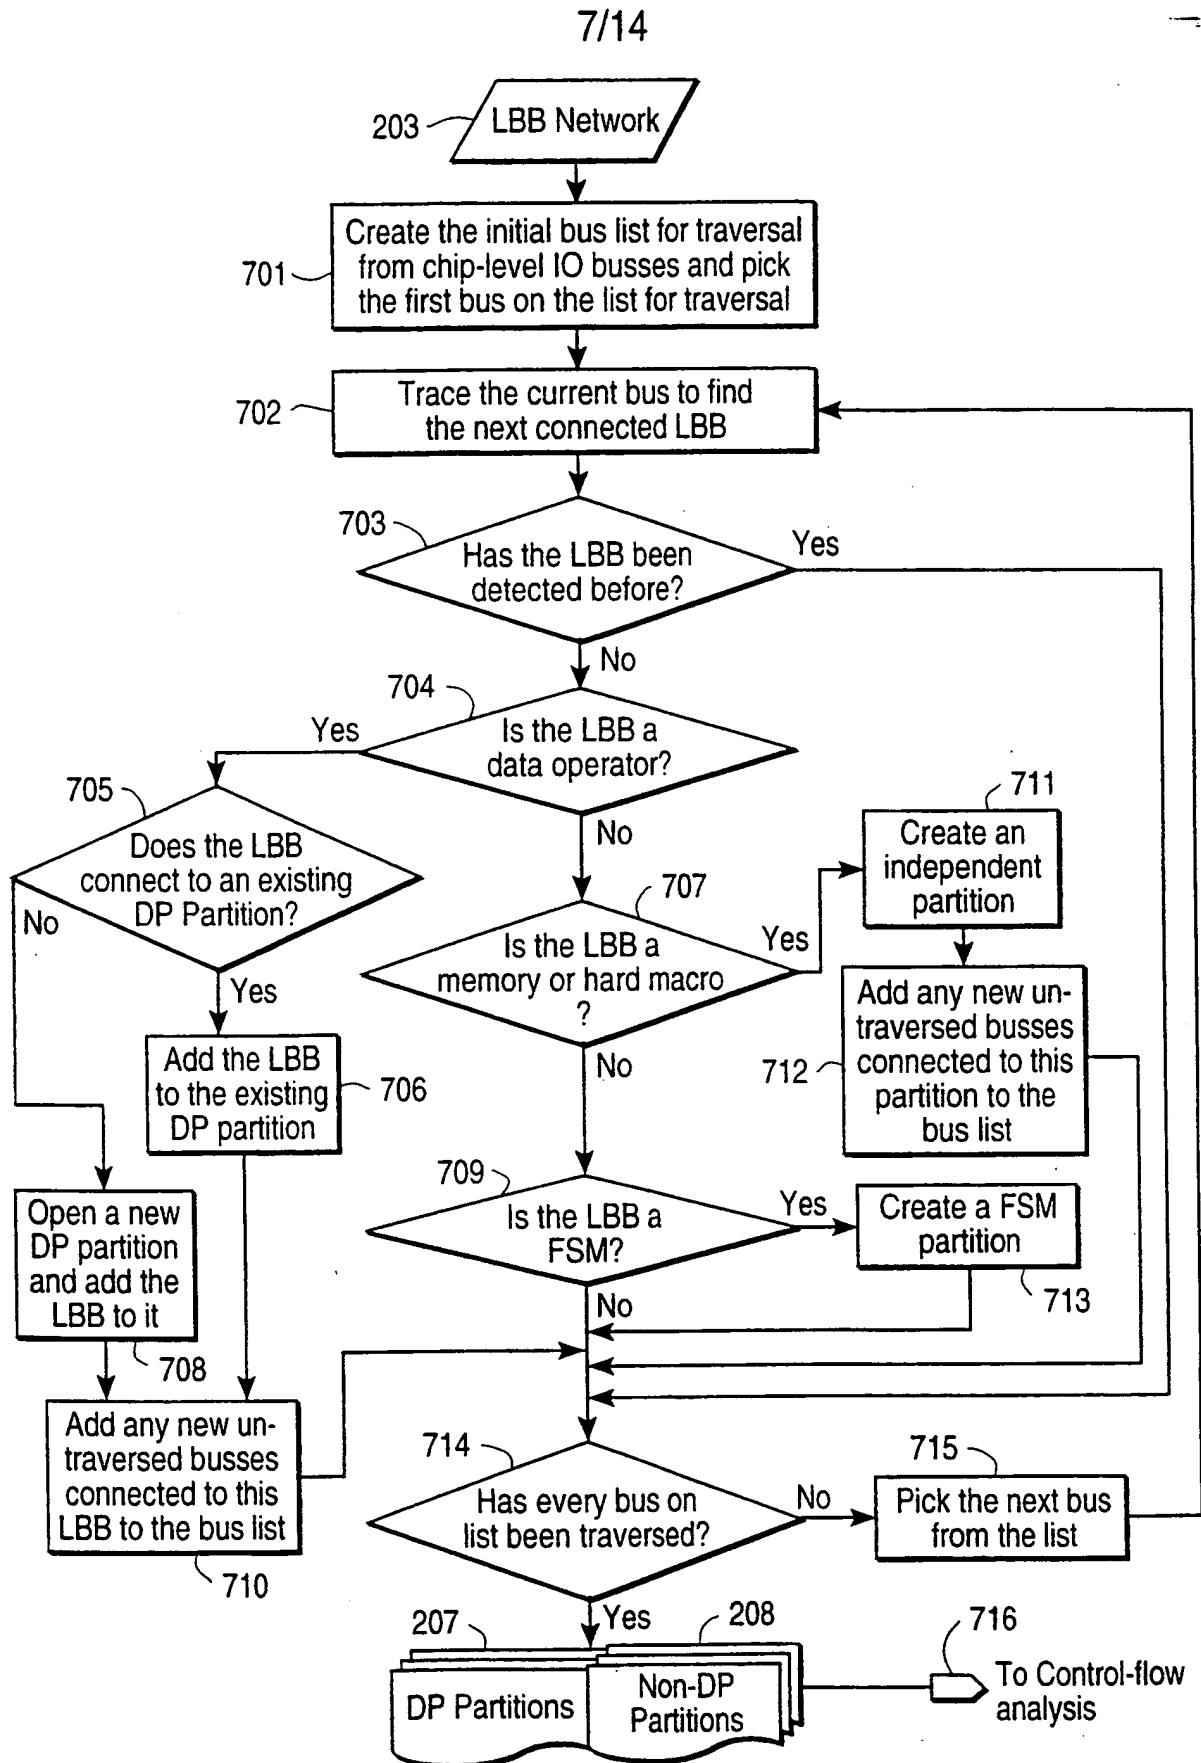 7/14
203
LBB Network
701
Create the initial bus list for traversal
from chip-level IO busses and pick
the first bus on the list for traversal
702
Trace the current bus to find
the next connected LBB
703
Has the LBB been
detected before?
Yes
No
704
Is the LBB a
data operator?
Yes
No
705
Does the LBB
connect to an existing
DP Partition?
No
Yes
706
Add the LBB
to the existing
DP partition
707
Is the LBB a
memory or hard macro
?
Yes
No
711
Create an
independent
partition
712
Add any new un-
traversed busses
connected to this
partition to the
bus list
709
Is the LBB a
FSM?
Yes
No
Create a FSM
partition
713
Open a new
DP partition
and add the
LBB to it
708
Add any new un-
traversed busses
connected to this
LBB to the bus list
710
714
Has every bus on
list been traversed?
No
Yes
715
Pick the next bus
from the list
207
DP Partitions
208
Non-DP
Partitions
716
To Control-flow
analysis